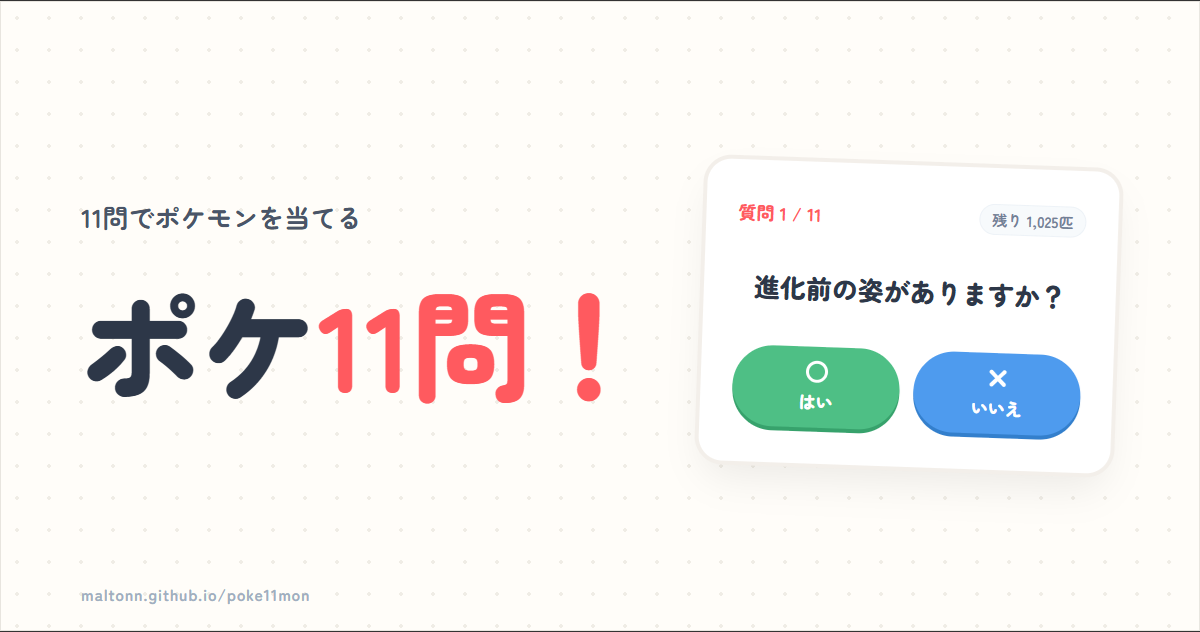 11問でポケモンを当てる
ポケ11問！
maltonn.github.io/poke11mon
質問 1 / 11
残り 1,025匹
進化前の姿がありますか？
○
はい
×
いいえ